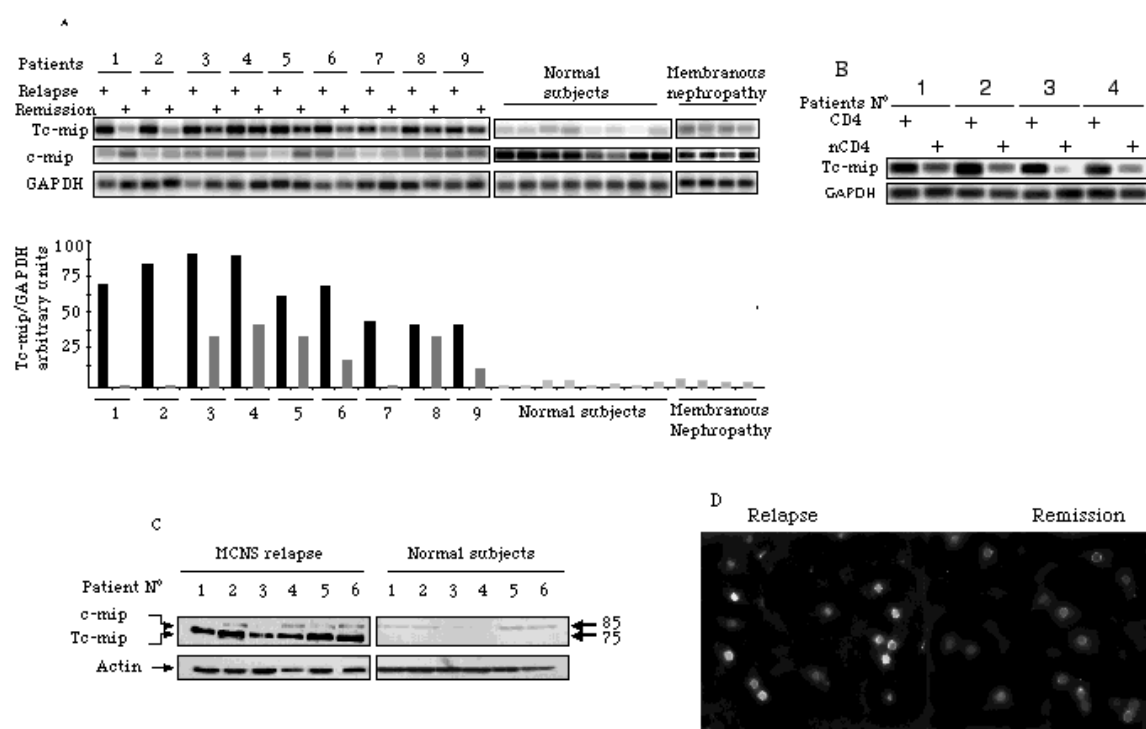 A
Patients 1 2 3 4 5 6 7 8 9
Normal subjects
Membranous nephropathy
Relapse + + + + + + + + +
Remission + + + + + + + + +
Tc-mip
c-mip
GAPDH
Tc-mip/GAPDH arbitrary units
100
75
50
25
1 2 3 4 5 6 7 8 9 Normal subjects Membranous Nephropathy
B
1 2 3 4
Patients Nº
CD4 + + + +
nCD4 + + + +
Tc-mip
GAPDH
C
MCNS relapse Normal subjects
Patient Nº 1 2 3 4 5 6 1 2 3 4 5 6
c-mip 85
Tc-mip 75
Actin
D
Relapse Remission